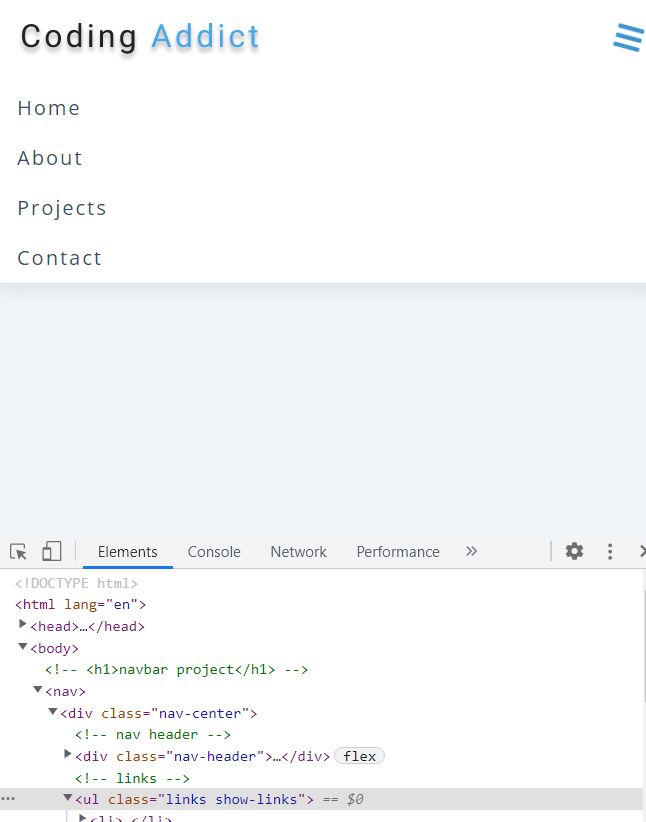 Coding Addict
Home
About
Projects
Contact
Elements Console Network Performance »
<!DOCTYPE html>
<html lang="en">
▶<head>…</head>
▼<body>
<!-- <h1>navbar project</h1> -->
▼<nav>
▼<div class="nav-center">
<!-- nav header -->
▶<div class="nav-header">…</div> flex
<!-- links -->
… ▼<ul class="links show-links"> == $0
▶<li>…</li>